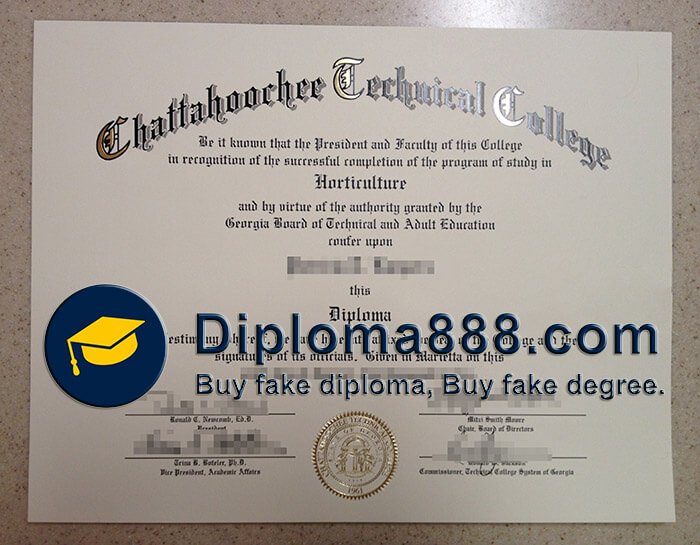 Chattahoochee Technical College
Be it known that the President and Faculty of this College
in recognition of the successful completion of the program of study in
Horticulture
and by virtue of the authority granted by the
Georgia Board of Technical and Adult Education
confer upon
this
Diploma
Diploma888.com
signatures of its officials. Given in Marietta on this
Buy fake diploma, Buy fake degree.
Ronald C. Newcomb, Ed.D.
President
Mitzi Smith Moore
Chair, Board of Directors
Trina B. Boteler, Ph.D.
Vice President, Academic Affairs
Jackson
Commissioner, Technical College System of Georgia
1961